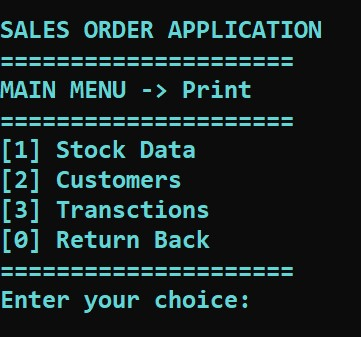 SALES ORDER APPLICATION
=====================
MAIN MENU -> Print
=====================
[1] Stock Data
[2] Customers
[3] Transctions
[0] Return Back
=====================
Enter your choice: